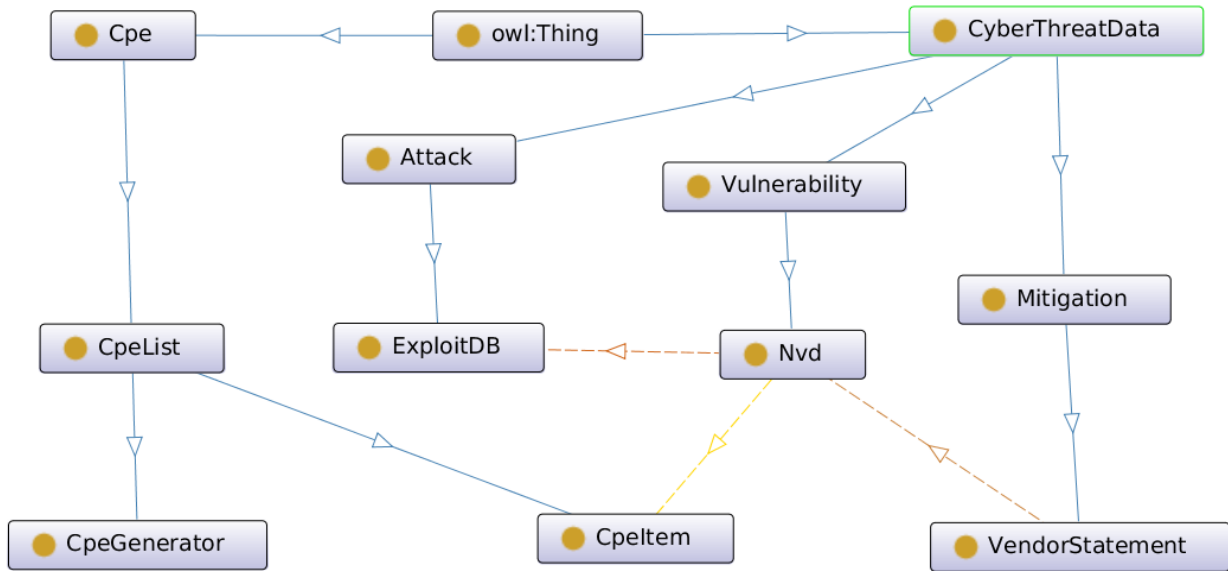 Cpe
owl:Thing
CyberThreatData
Attack
Vulnerability
Mitigation
CpeList
ExploitDB
Nvd
CpeGenerator
CpeItem
VendorStatement